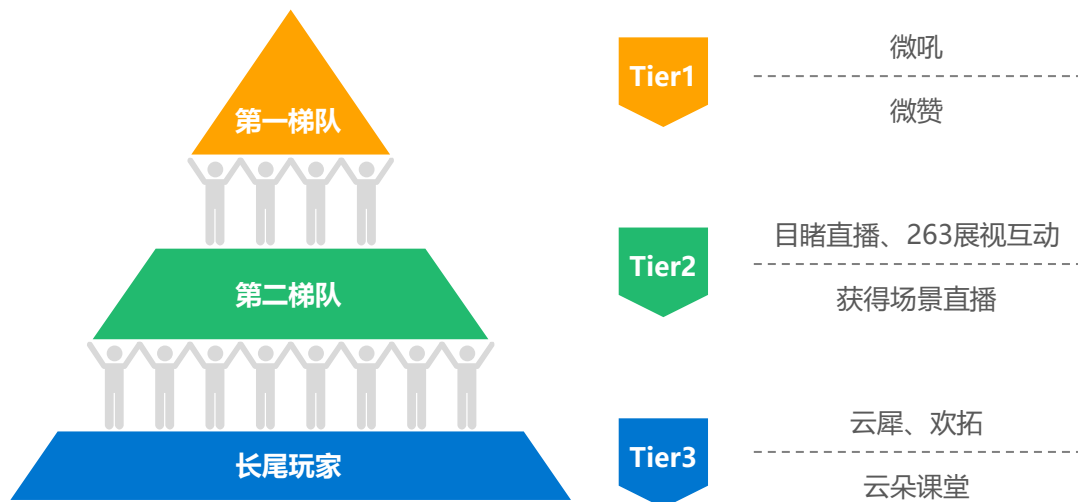 第一梯队
Tier1
微吼
微赞
第二梯队
Tier2
目睹直播、263展视互动
获得场景直播
长尾玩家
Tier3
云犀、欢拓
云朵课堂